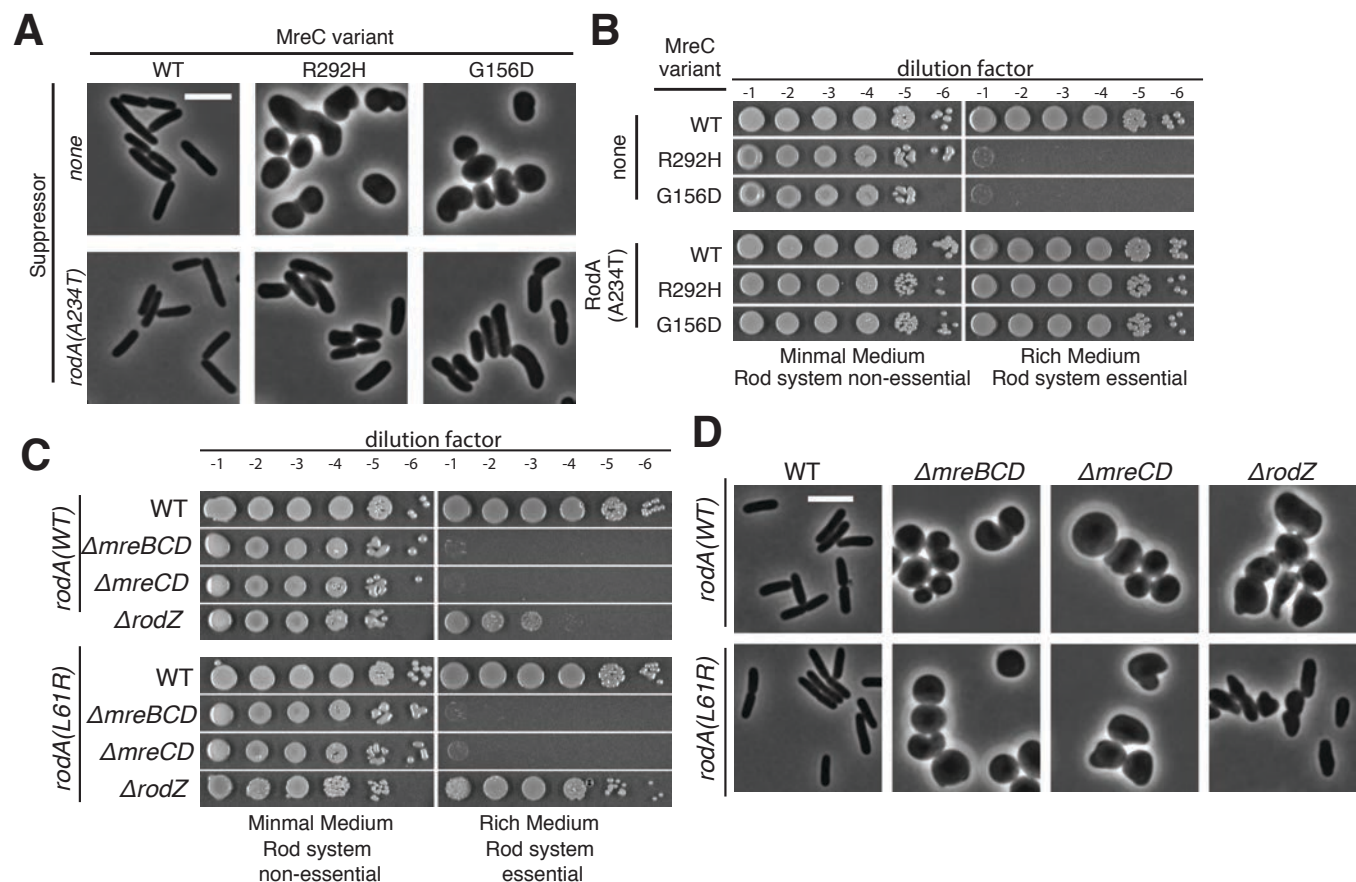 A
MreC variant
WT R292H G156D
Suppressor
none
rodA(A234T)
B
MreC
variant
dilution factor
-1 -2 -3 -4 -5 -6 -1 -2 -3 -4 -5 -6
none
WT
R292H
G156D
RodA
(A234T)
WT
R292H
G156D
Minmal Medium
Rod system non-essential
Rich Medium
Rod system essential
C
dilution factor
-1 -2 -3 -4 -5 -6 -1 -2 -3 -4 -5 -6
rodA(WT)
WT
ΔmreBCD
ΔmreCD
ΔrodZ
rodA(L61R)
WT
ΔmreBCD
ΔmreCD
ΔrodZ
Minmal Medium
Rod system
non-essential
Rich Medium
Rod system
essential
D
WT ΔmreBCD ΔmreCD ΔrodZ
rodA(WT)
rodA(L61R)